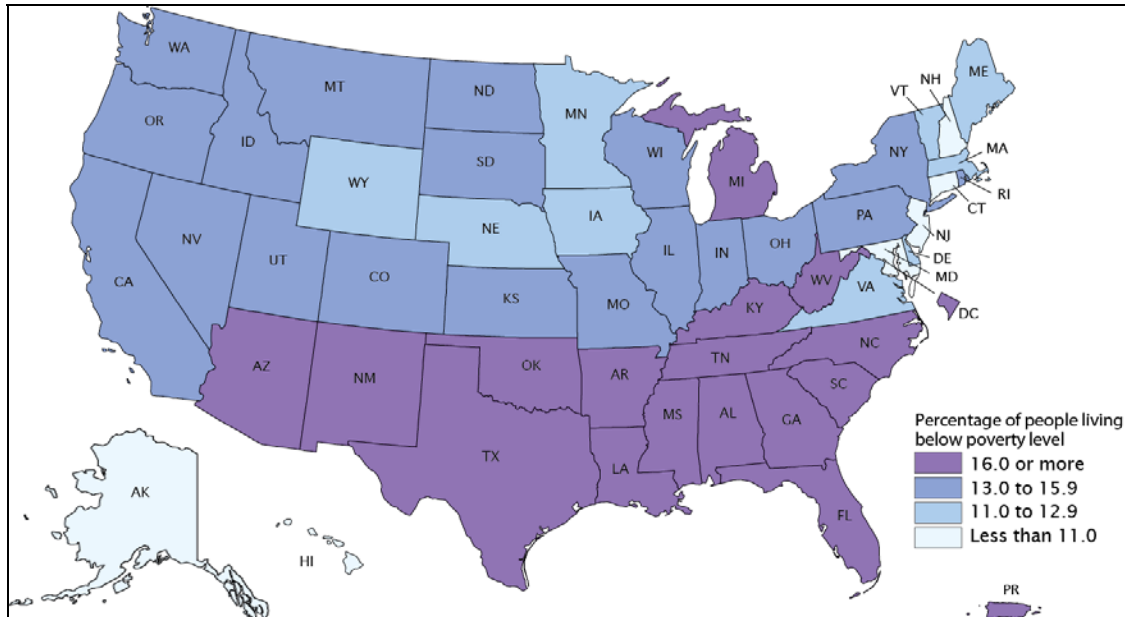 WA
MT
ND
MN
ME
NH
VT
OR
ID
SD
WI
NY
MA
MI
WY
RI
CT
IA
PA
NE
NJ
NV
UT
CO
IL
IN
OH
DE
MD
CA
KS
MO
WV
VA
KY
DC
AZ
NM
OK
AR
TN
NC
SC
MS
AL
GA
TX
LA
FL
AK
HI
PR
Percentage of people living
below poverty level
16.0 or more
13.0 to 15.9
11.0 to 12.9
Less than 11.0